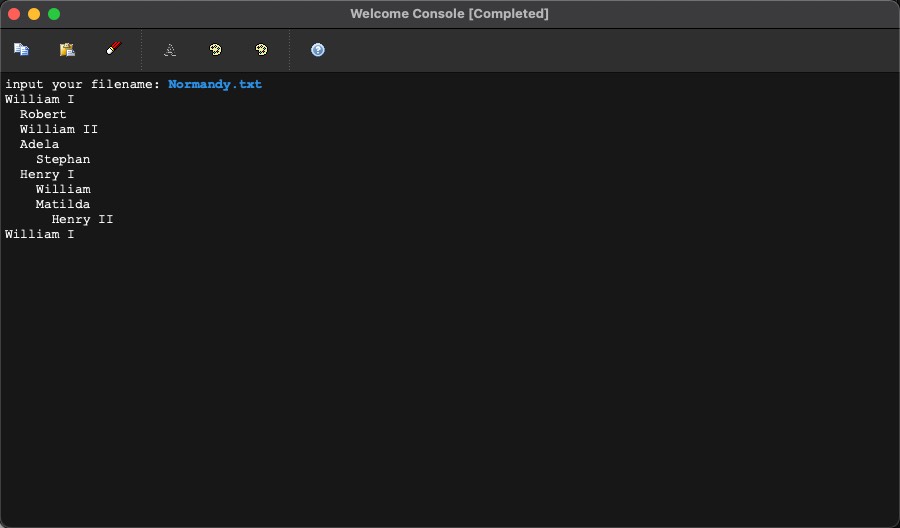 Welcome Console [Completed]
input your filename: Normandy.txt
William I
  Robert
  William II
  Adela
    Stephan
  Henry I
    William
    Matilda
      Henry II
William I